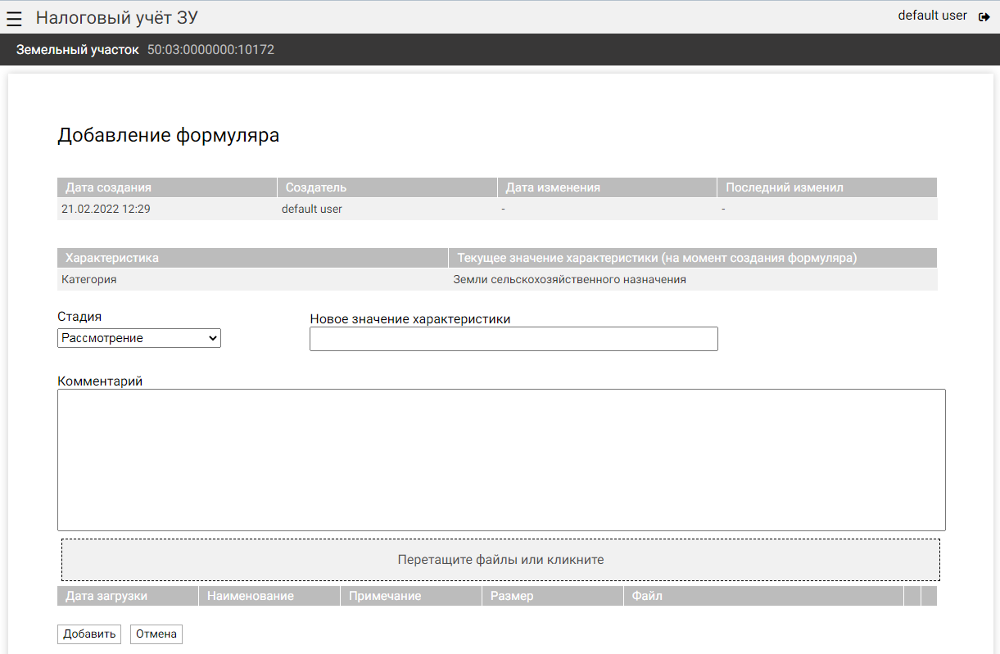 Налоговый учёт ЗУ
default user
Земельный участок 50:03:0000000:10172
Добавление формуляра
Дата создания Создатель Дата изменения Последний изменил
21.02.2022 12:29 default user - -
Характеристика Текущее значение характеристики (на момент создания формуляра)
Категория Земли сельскохозяйственного назначения
Стадия
Новое значение характеристики
Рассмотрение
Комментарий
Перетащите файлы или кликните
Дата загрузки Наименование Примечание Размер Файл
Добавить Отмена